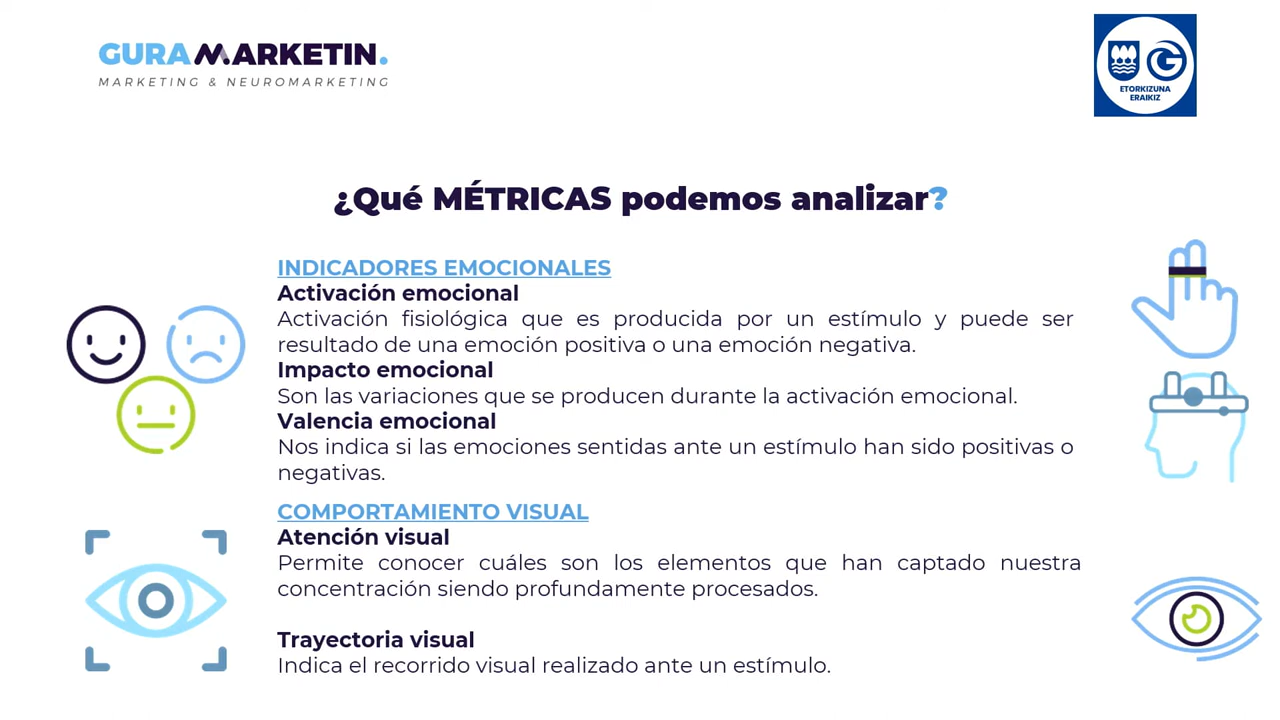 GURAMARKETIN.
MARKETING & NEUROMARKETING
ETORKIZUNA
ERAIKIZ
¿Qué MÉTRICAS podemos analizar?
INDICADORES EMOCIONALES
Activación emocional
Activación fisiológica que es producida por un estímulo y puede ser
resultado de una emoción positiva o una emoción negativa.
Impacto emocional
Son las variaciones que se producen durante la activación emocional.
Valencia emocional
Nos indica si las emociones sentidas ante un estímulo han sido positivas o
negativas.
COMPORTAMIENTO VISUAL
Atención visual
Permite conocer cuáles son los elementos que han captado nuestra
concentración siendo profundamente procesados.
Trayectoria visual
Indica el recorrido visual realizado ante un estímulo.